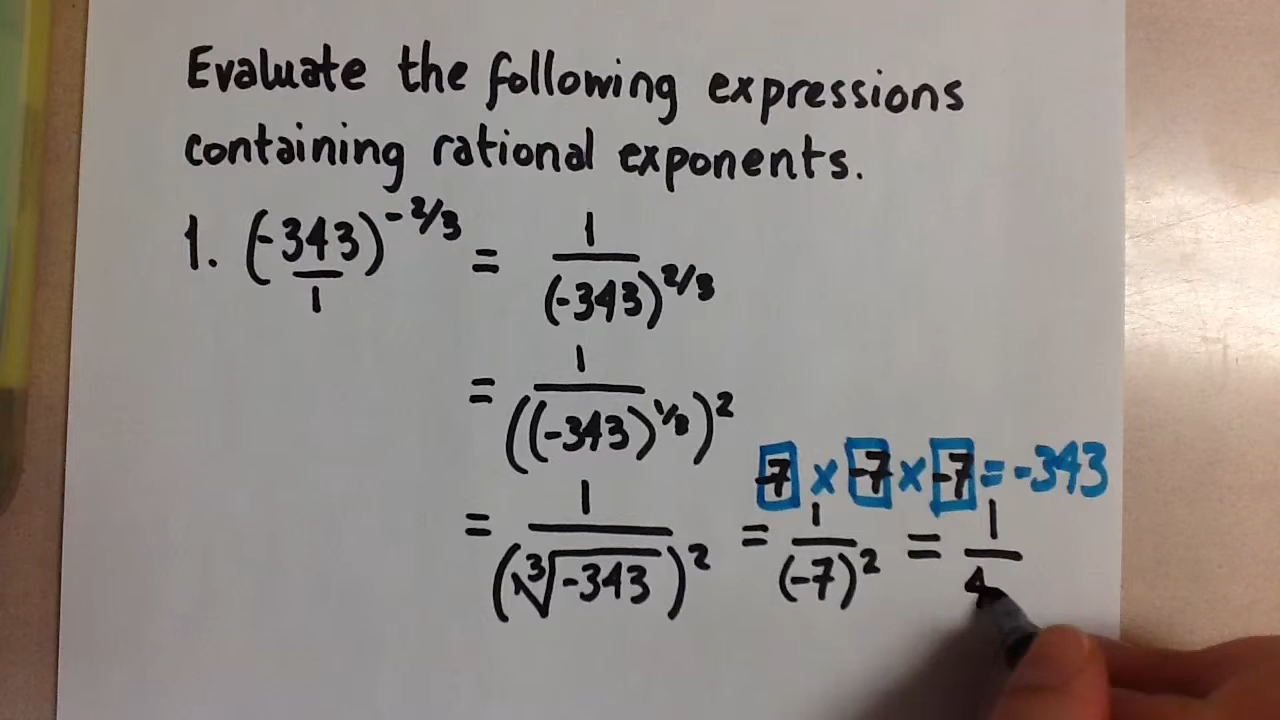 Evaluate the following expressions
containing rational exponents.
1. (-343/1)^-2/3 = 1/(-343)^2/3
= 1/((-343)^1/3)^2
-7 x -7 x -7 = -343
= 1/(∛-343)^2 = 1/(-7)^2 = 1/4